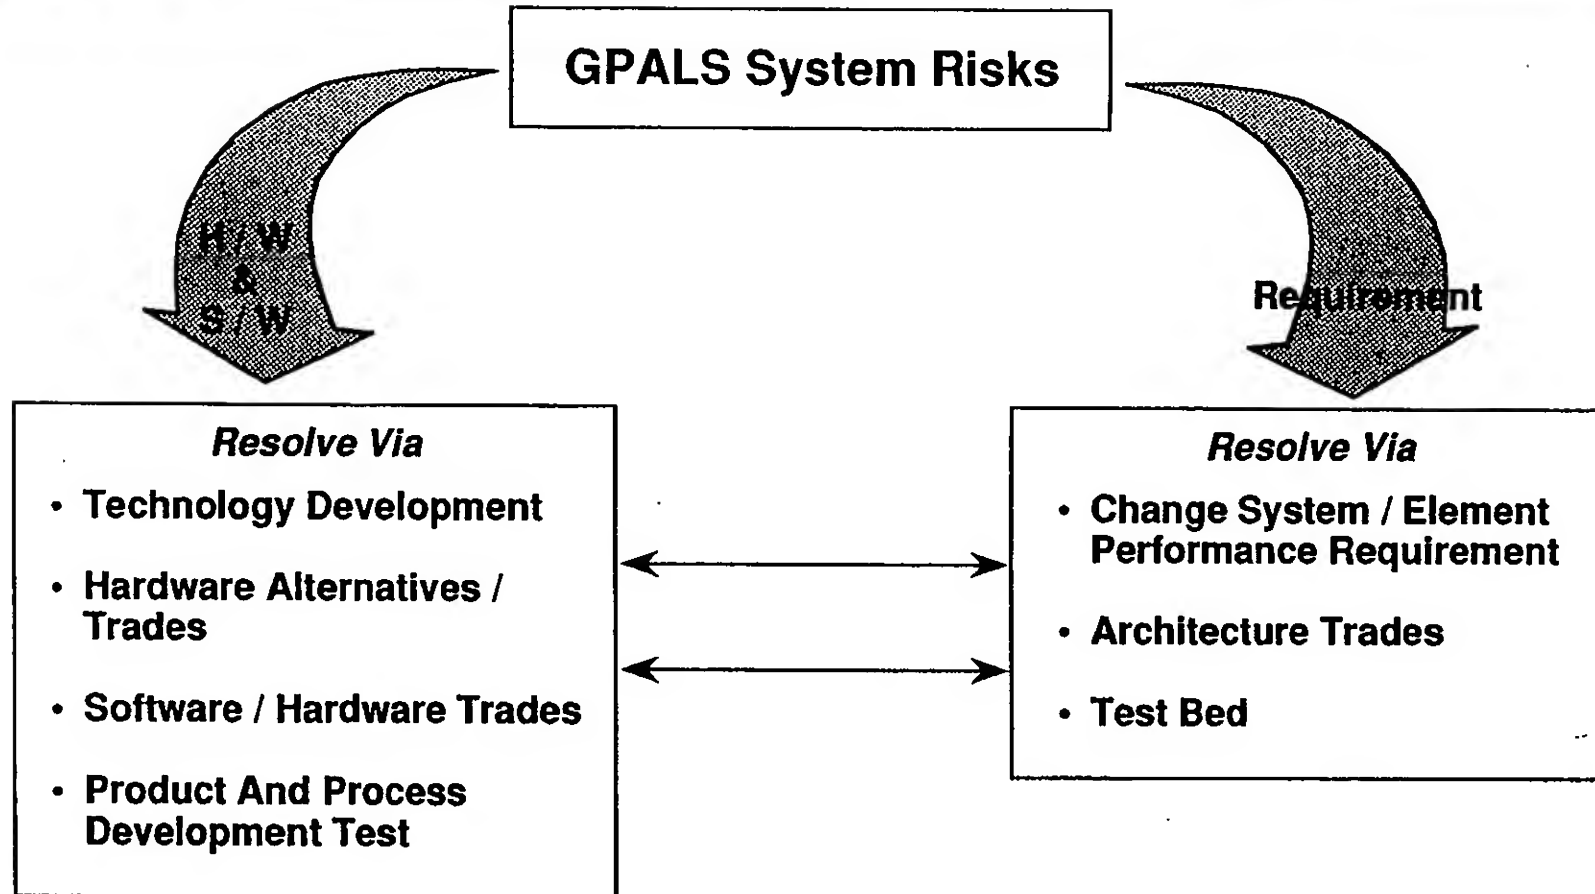 GPALS System Risks
H / W
&
S / W
Requirement
Resolve Via
• Technology Development
• Hardware Alternatives /
Trades
• Software / Hardware Trades
• Product And Process
Development Test
Resolve Via
• Change System / Element
Performance Requirement
• Architecture Trades
• Test Bed